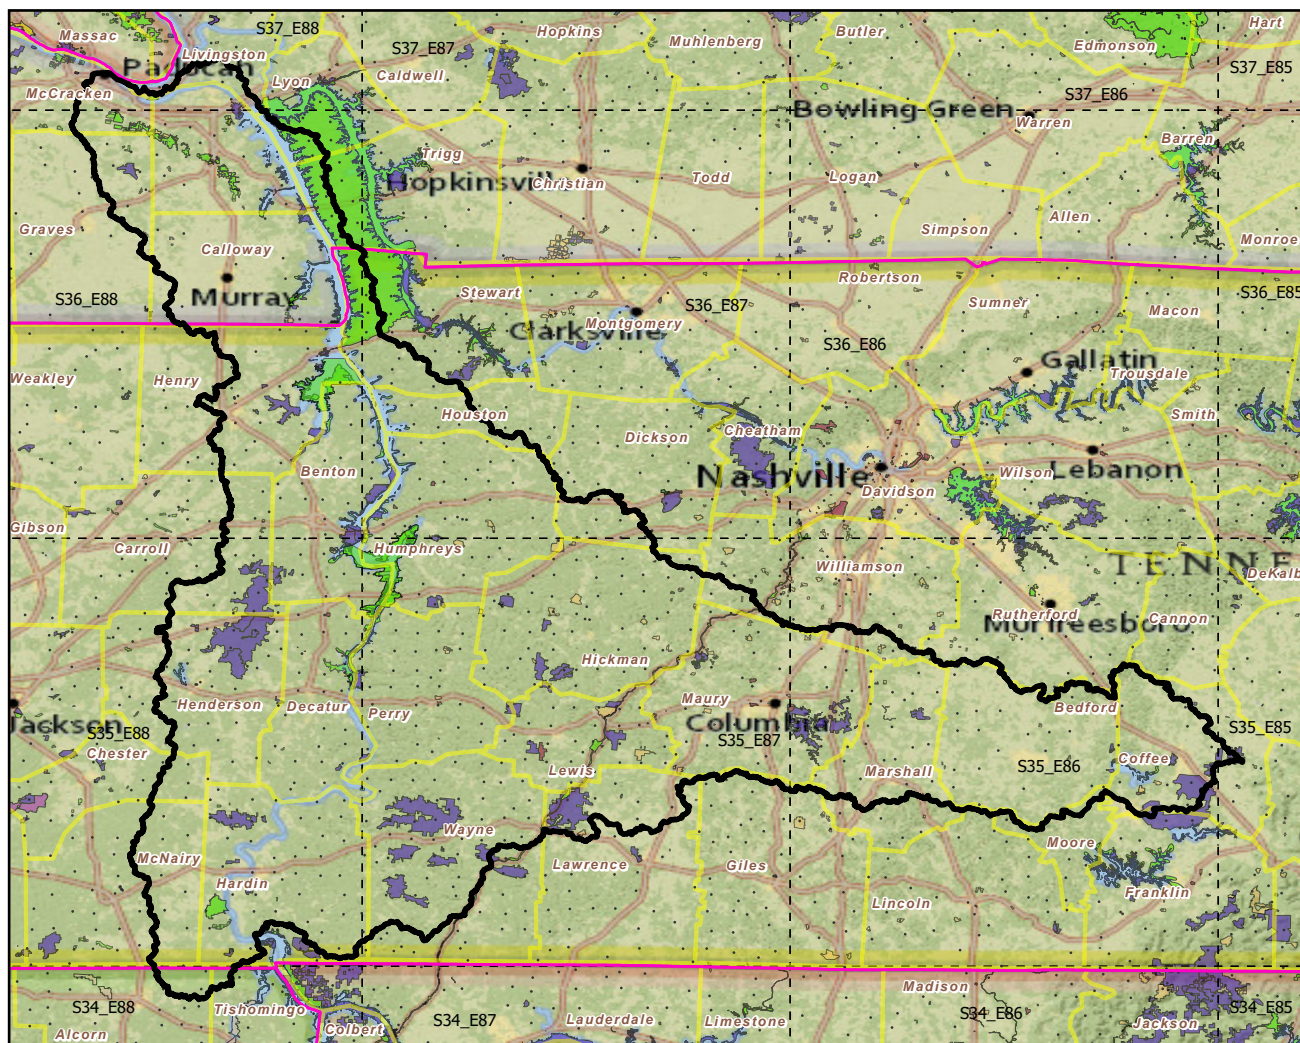 Massac
Livingston
S37_E88
S37_E87
Hopkins
Muhlenberg
Butler
Edmonson
Hart
S37_E85
Paducah
McCracken
Lyon
Caldwell
S37_E86
Bowling Green
Warren
Barren
Trigg
Hopkinsvill
Christian
Todd
Logan
Allen
Graves
Calloway
Simpson
Monroe
Murray
S36_E88
Stewart
S36_E87
Robertson
Sumner
Macon
S36_E85
Clarksville
Montgomery
S36_E86
Gallatin
Trousdale
Weakley
Henry
Houston
Dickson
Cheatham
Smith
Benton
Nashville
Davidson
Wilson
Lebanon
Gibson
Carroll
Humphreys
Williamson
TENNE
DeKalb
Rutherford
Murfreesboro
Cannon
Hickman
Henderson
Decatur
Perry
Maury
Columbia
Bedford
Jackson
S35_E88
Chester
S35_E87
S35_E86
S35_E85
Lewis
Marshall
Coffee
Wayne
McNairy
Lawrence
Giles
Moore
Hardin
Lincoln
Franklin
Madison
S34_E88
Tishomingo
Colbert
S34_E87
Lauderdale
Limestone
S34_E86
Jackson
S34_E85
Alcorn